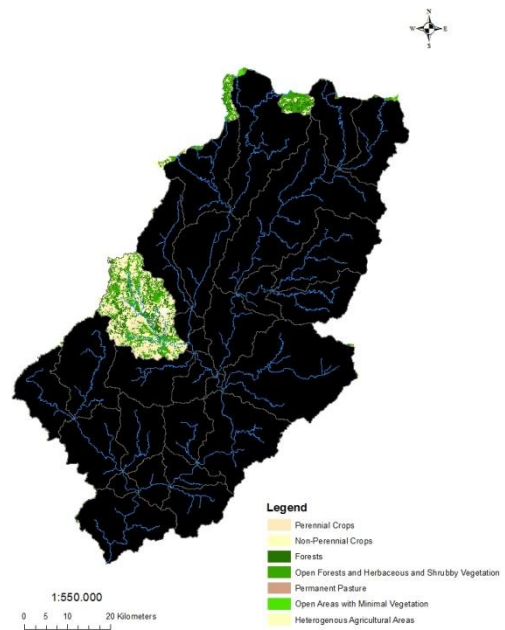 N
W E
S
Legend
Perennial Crops
Non-Perennial Crops
Forests
Open Forests and Herbaceous and Shrubby Vegetation
Permanent Pasture
Open Areas with Minimal Vegetation
Heterogenous Agricultural Areas
1:550.000
0 5 10 20 Kilometers